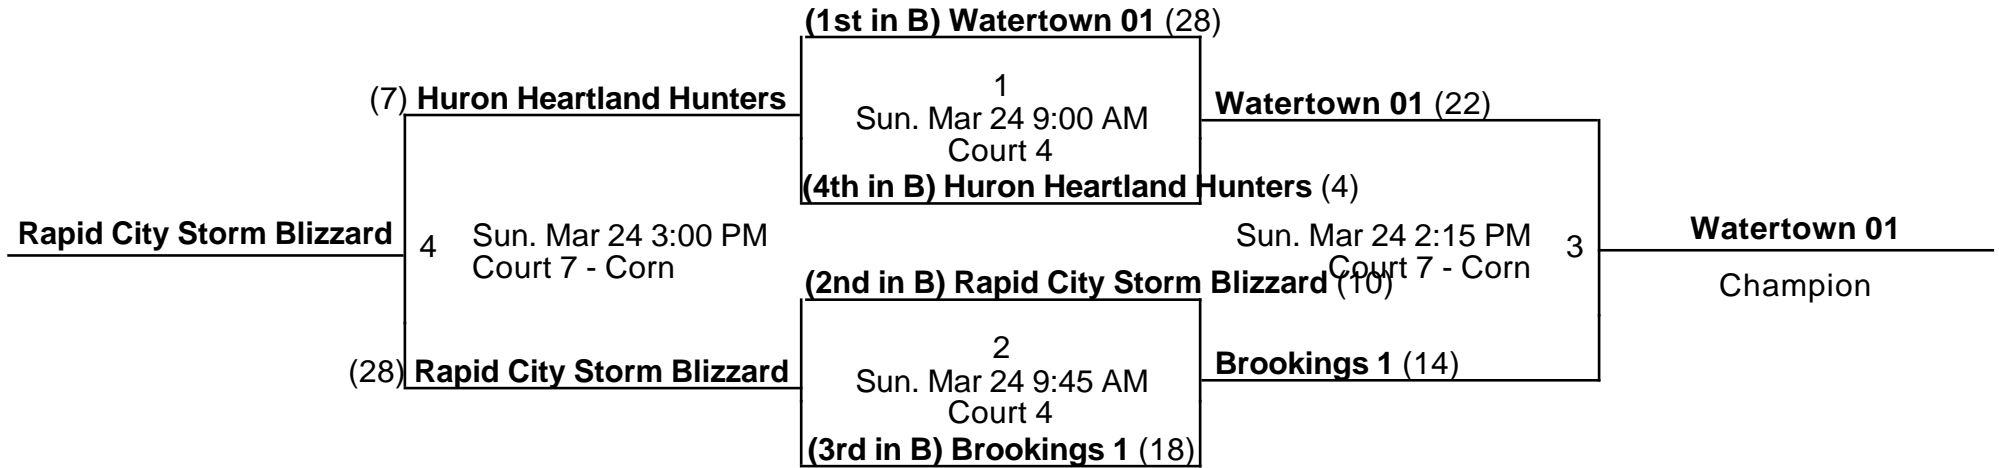 (1st in B) Watertown 01 (28)
1
Sun. Mar 24 9:00 AM
Court 4
(4th in B) Huron Heartland Hunters (4)
(7) Huron Heartland Hunters
Watertown 01 (22)
Rapid City Storm Blizzard
4
Sun. Mar 24 3:00 PM
Court 7 - Corn
Sun. Mar 24 2:15 PM
Court 7 - Corn
3
Watertown 01
Champion
(2nd in B) Rapid City Storm Blizzard (10)
2
Sun. Mar 24 9:45 AM
Court 4
(3rd in B) Brookings 1 (18)
(28) Rapid City Storm Blizzard
Brookings 1 (14)